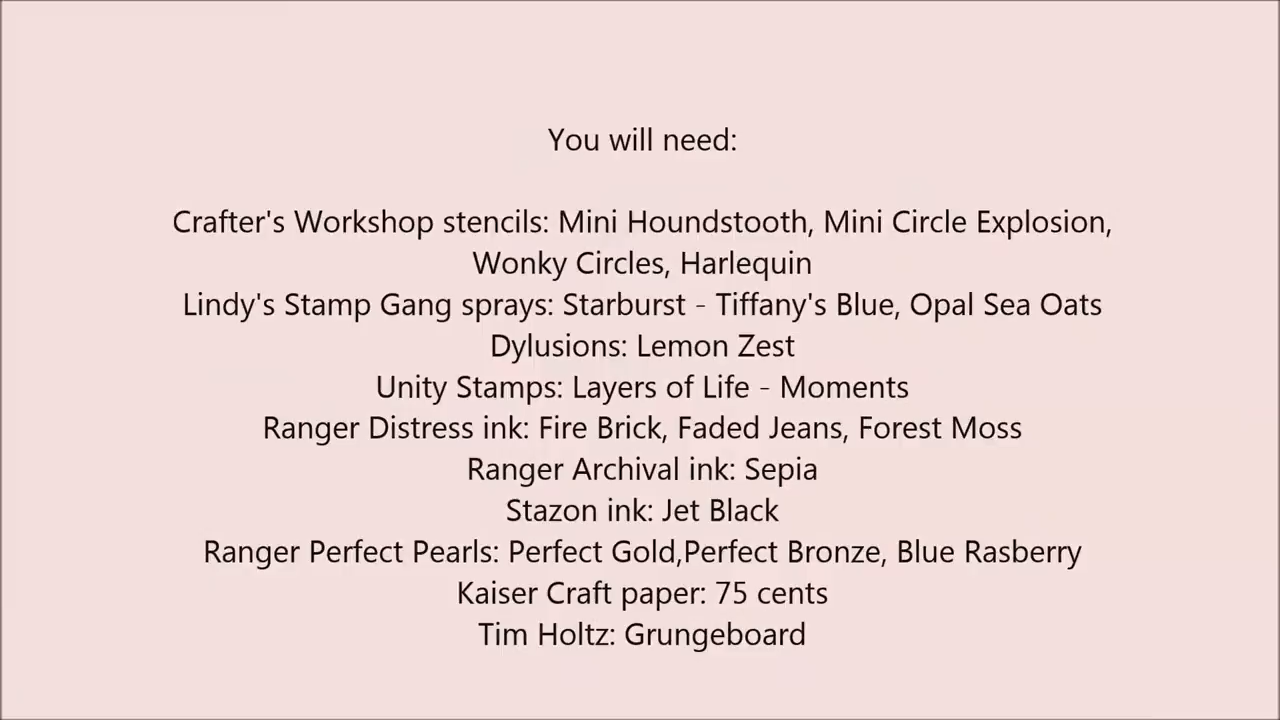 You will need:
Crafter's Workshop stencils: Mini Houndstooth, Mini Circle Explosion,
Wonky Circles, Harlequin
Lindy's Stamp Gang sprays: Starburst - Tiffany's Blue, Opal Sea Oats
Dylusions: Lemon Zest
Unity Stamps: Layers of Life - Moments
Ranger Distress ink: Fire Brick, Faded Jeans, Forest Moss
Ranger Archival ink: Sepia
Stazon ink: Jet Black
Ranger Perfect Pearls: Perfect Gold,Perfect Bronze, Blue Rasberry
Kaiser Craft paper: 75 cents
Tim Holtz: Grungeboard